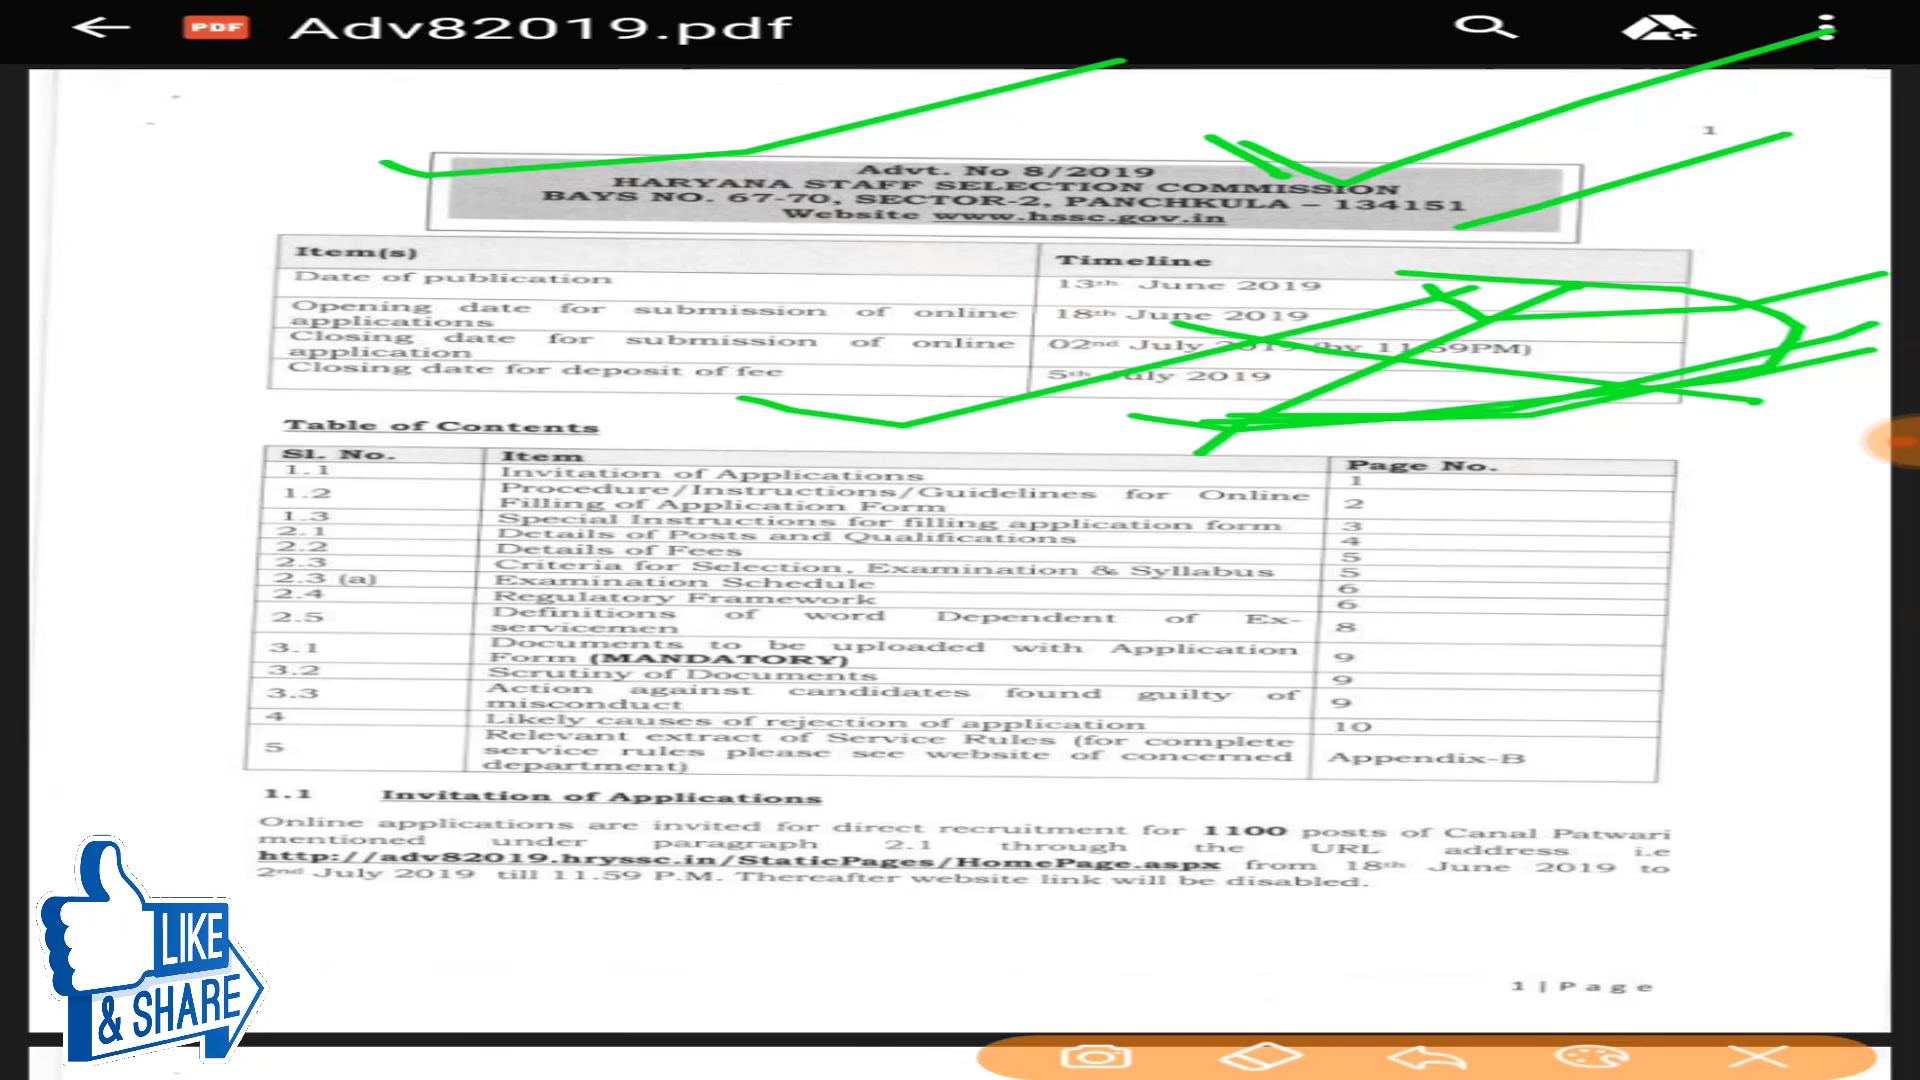 Adv82019.pdf
1
Advt. No 8/2019
HARYANA STAFF SELECTION COMMISSION
BAYS NO. 67-70, SECTOR-2, PANCHKULA – 134151
Website www.hssc.gov.in
Item(s) Timeline
Date of publication 13th June 2019
Opening date for submission of online applications 18th June 2019
Closing date for submission of online application 02nd July 2019 (by 11.59PM)
Closing date for deposit of fee 5th July 2019
Table of Contents
Sl. No. Item Page No.
1.1 Invitation of Applications 1
1.2 Procedure/Instructions/Guidelines for Online Filling of Application Form 2
1.3 Special Instructions for filling application form 3
2.1 Details of Posts and Qualifications 4
2.2 Details of Fees 5
2.3 Criteria for Selection, Examination & Syllabus 5
2.3 (a) Examination Schedule 6
2.4 Regulatory Framework 6
2.5 Definitions of word Dependent of Ex-servicemen 8
3.1 Documents to be uploaded with Application Form (MANDATORY) 9
3.2 Scrutiny of Documents 9
3.3 Action against candidates found guilty of misconduct 9
4 Likely causes of rejection of application 10
5 Relevant extract of Service Rules (for complete service rules please see website of concerned department) Appendix-B
1.1 Invitation of Applications
Online applications are invited for direct recruitment for 1100 posts of Canal Patwari
mentioned under paragraph 2.1 through the URL address i.e
http://adv82019.hryssc.in/StaticPages/HomePage.aspx from 18th June 2019 to
2nd July 2019 till 11.59 P.M. Thereafter website link will be disabled.
1 | Page
LIKE
& SHARE
PDF